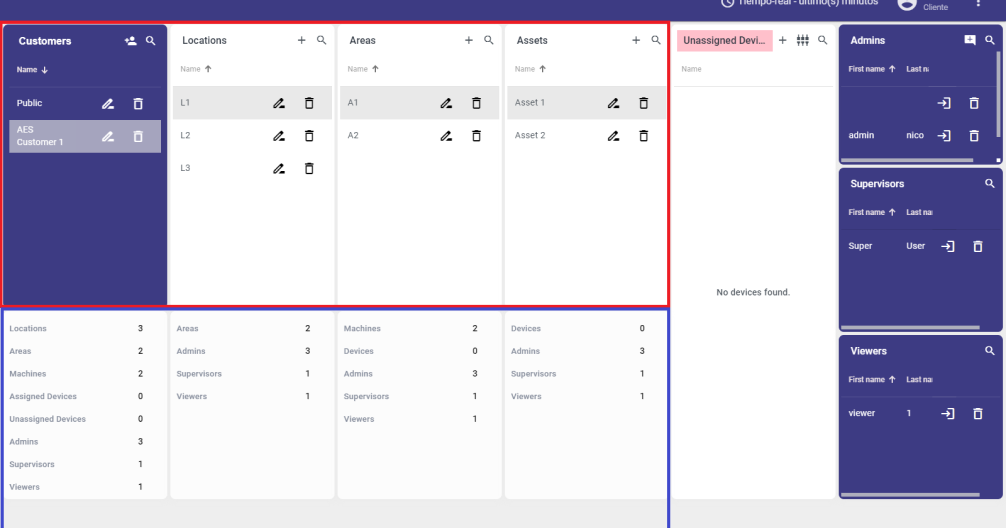 Tiempo-real - último(s) minutos
Cliente
Customers
Name
Public
AES
Customer 1
Locations
Name
L1
L2
L3
Areas
Name
A1
A2
Assets
Name
Asset 1
Asset 2
Unassigned Devi...
Name
No devices found.
Admins
First name Last na
admin nico
Supervisors
First name Last na
Super User
Viewers
First name Last na
viewer 1
Locations 3
Areas 2
Machines 2
Assigned Devices 0
Unassigned Devices 0
Admins 3
Supervisors 1
Viewers 1
Areas 2
Admins 3
Supervisors 1
Viewers 1
Machines 2
Devices 0
Admins 3
Supervisors 1
Viewers 1
Devices 0
Admins 3
Supervisors 1
Viewers 1